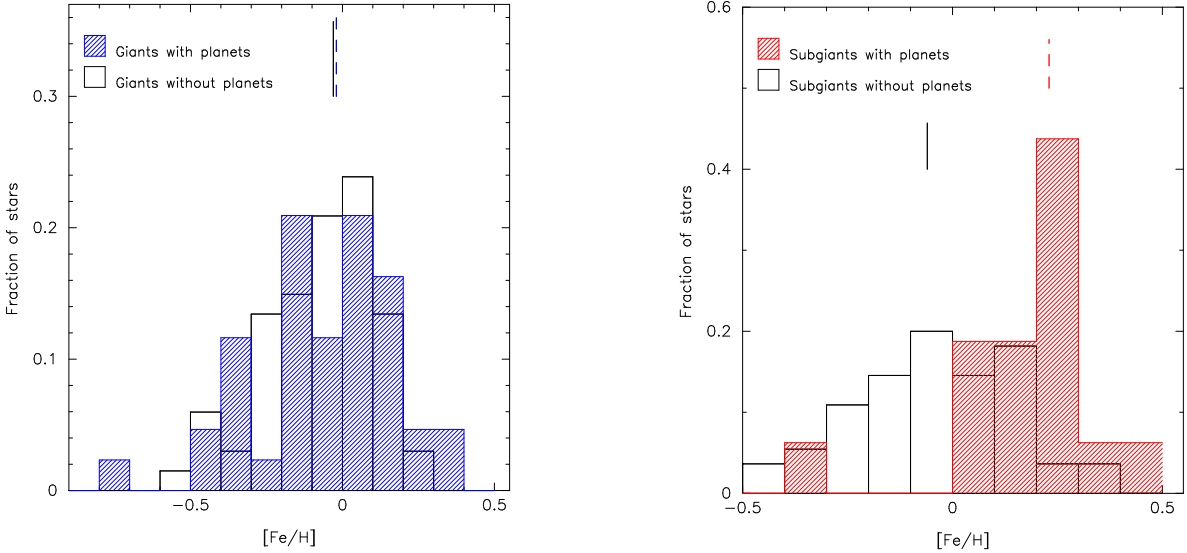 Giants with planets
Giants without planets
0.3
0.2
0.1
0
Fraction of stars
−0.5 0 0.5
[Fe/H]
0.6
Subgiants with planets
Subgiants without planets
0.4
0.2
0
Fraction of stars
−0.5 0 0.5
[Fe/H]